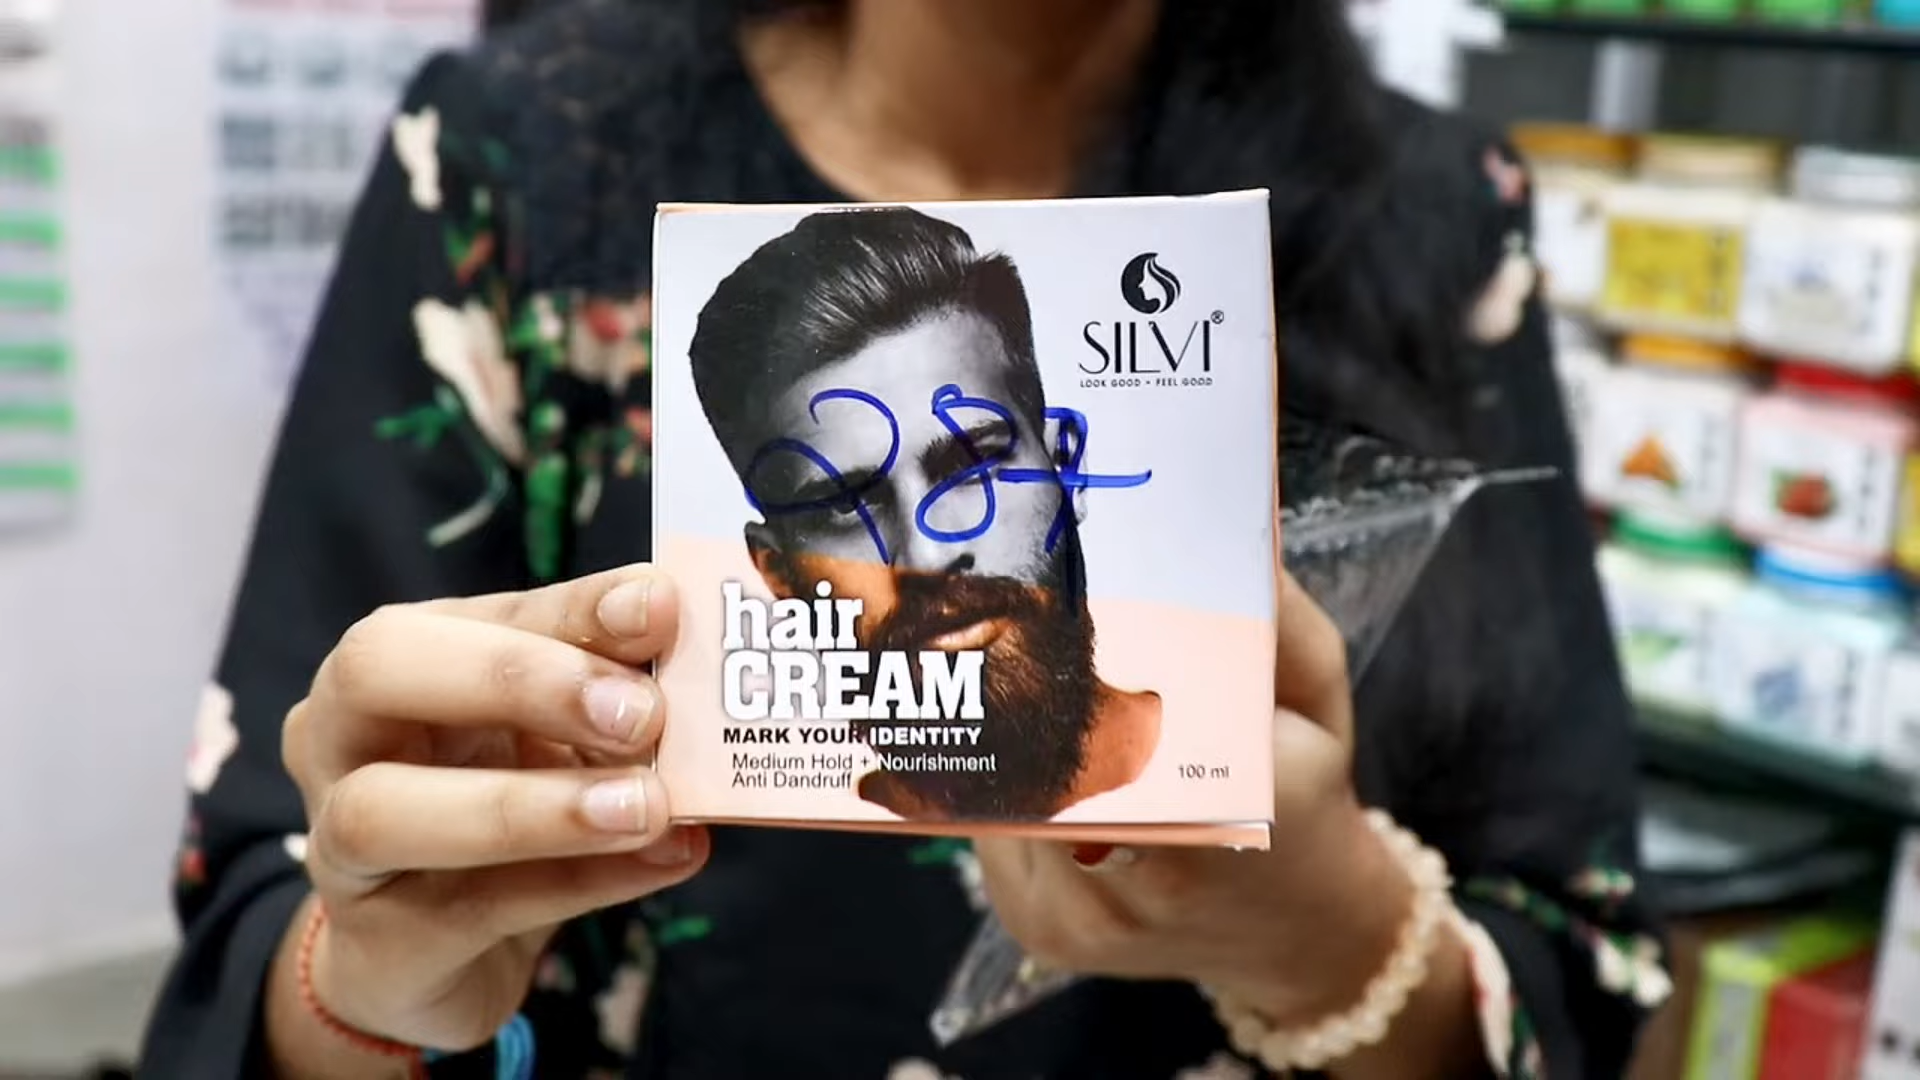 SILVI®
LOOK GOOD • FEEL GOOD
hair
CREAM
MARK YOUR IDENTITY
Medium Hold + Nourishment
Anti Dandruff
100 ml